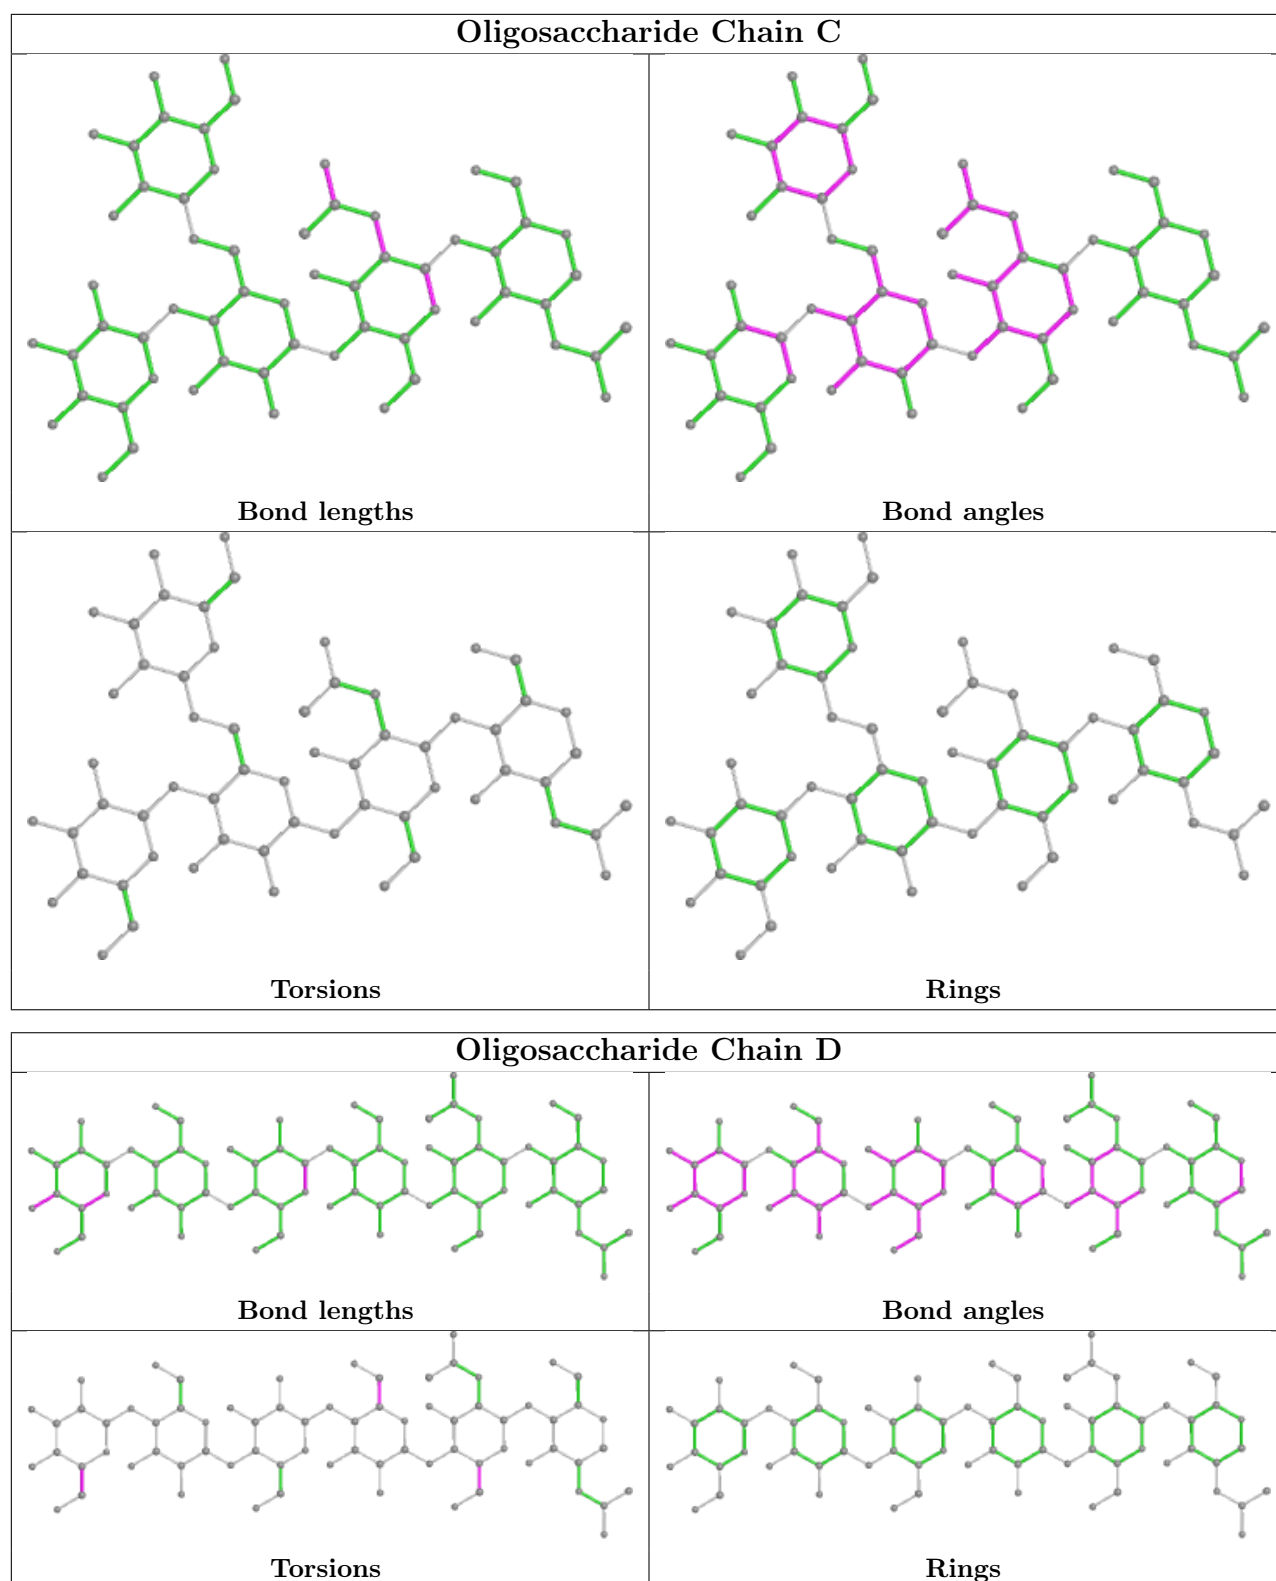 Oligosaccharide Chain C
Bond lengths
Bond angles
Torsions
Rings
Oligosaccharide Chain D
Bond lengths
Bond angles
Torsions
Rings